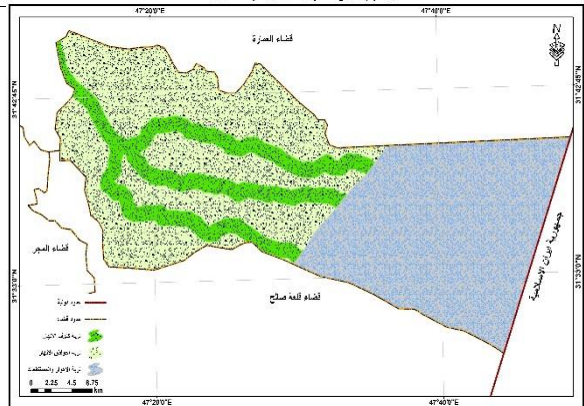 47°20'0"E
47°40'0"E
قضاء العمارة
N
31°42'45"N
31°42'45"N
جمهورية ايران الاسلامية
قضاء المجر
31°33'0"N
31°33'0"N
قضاء قلعة صالح
حدود دولية
حدود قضاء
تربة كتوف الانهار
تربة احواض الانهار
تربة الاهوار والمستنقعات
0 2.25 4.5 6.75
km
47°20'0"E
47°40'0"E